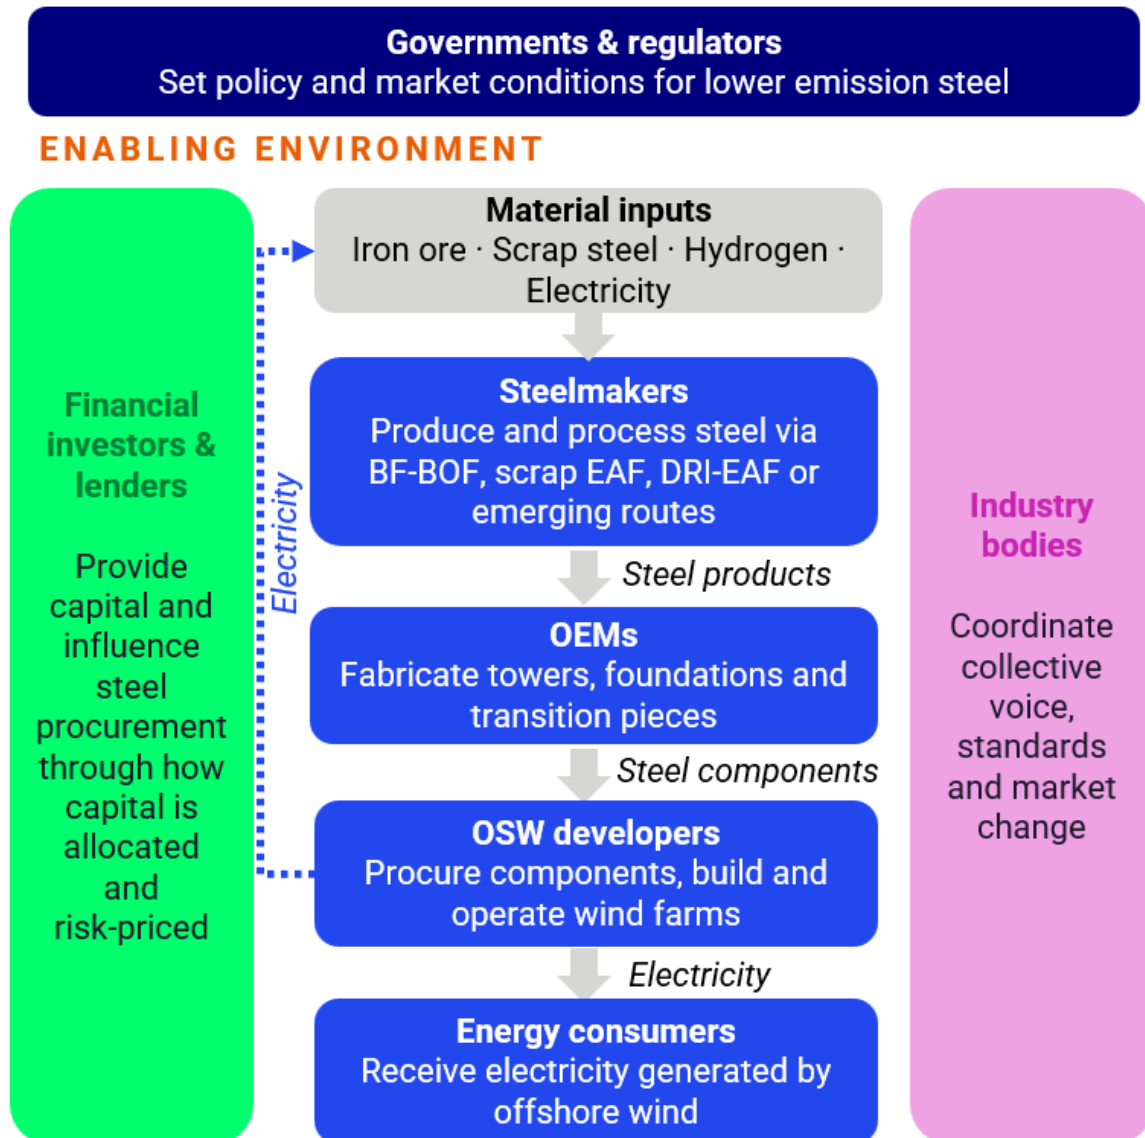 Governments & regulators
Set policy and market conditions for lower emission steel
ENABLING ENVIRONMENT
Financial
investors &
lenders
Provide
capital and
influence
steel
procurement
through how
capital is
allocated
and
risk-priced
Electricity
Material inputs
Iron ore · Scrap steel · Hydrogen ·
Electricity
Steelmakers
Produce and process steel via
BF-BOF, scrap EAF, DRI-EAF or
emerging routes
Steel products
OEMs
Fabricate towers, foundations and
transition pieces
Steel components
OSW developers
Procure components, build and
operate wind farms
Electricity
Energy consumers
Receive electricity generated by
offshore wind
Industry
bodies
Coordinate
collective
voice,
standards
and market
change